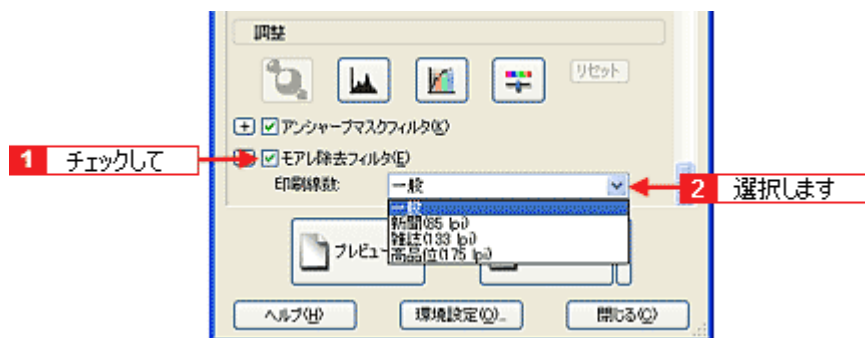 調整
リセット
アンシャープマスクフィルタ(K)
1 チェックして
モアレ除去フィルタ(E)
印刷線数:
一般
2 選択します
一般
新聞(85 lpi)
雑誌(133 lpi)
高品位(175 lpi)
プレビュー
ヘルプ(H)
環境設定(O)...
閉じる(C)